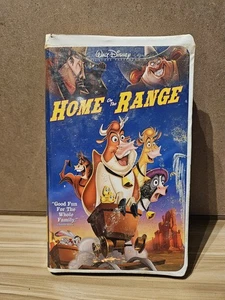 WALT DISNEY
HOME ON THE RANGE
"Good Fun
For The
Whole
Family."